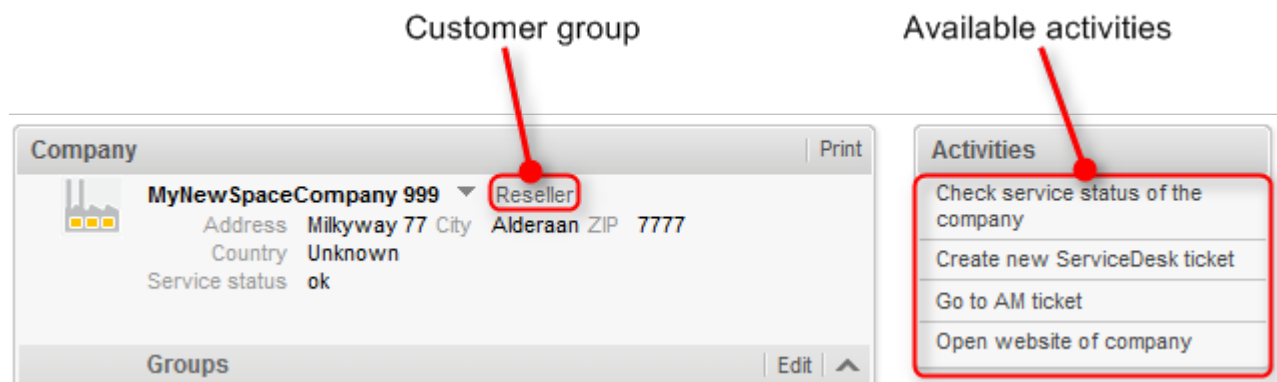 Customer group
Available activities
Company
Print
MyNewSpaceCompany 999 Reseller
Address Milkyway 77 City Alderaan ZIP 7777
Country Unknown
Service status ok
Groups
Edit
Activities
Check service status of the
company
Create new ServiceDesk ticket
Go to AM ticket
Open website of company